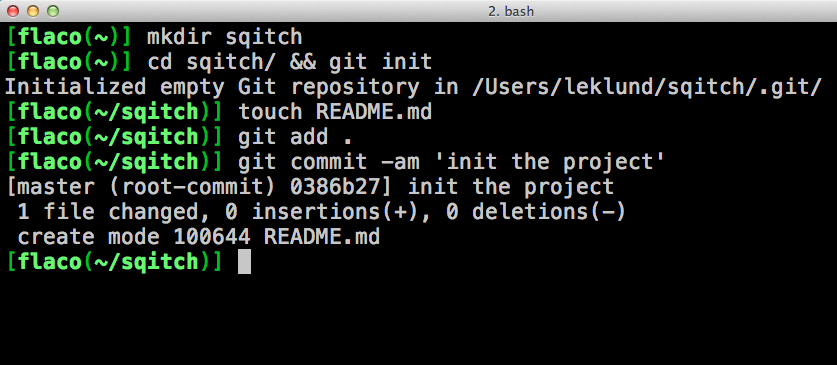 2. bash
[flaco(~)] mkdir sqitch
[flaco(~)] cd sqitch/ && git init
Initialized empty Git repository in /Users/leklund/sqitch/.git/
[flaco(~/sqitch)] touch README.md
[flaco(~/sqitch)] git add .
[flaco(~/sqitch)] git commit -am 'init the project'
[master (root-commit) 0386b27] init the project
 1 file changed, 0 insertions(+), 0 deletions(-)
 create mode 100644 README.md
[flaco(~/sqitch)]